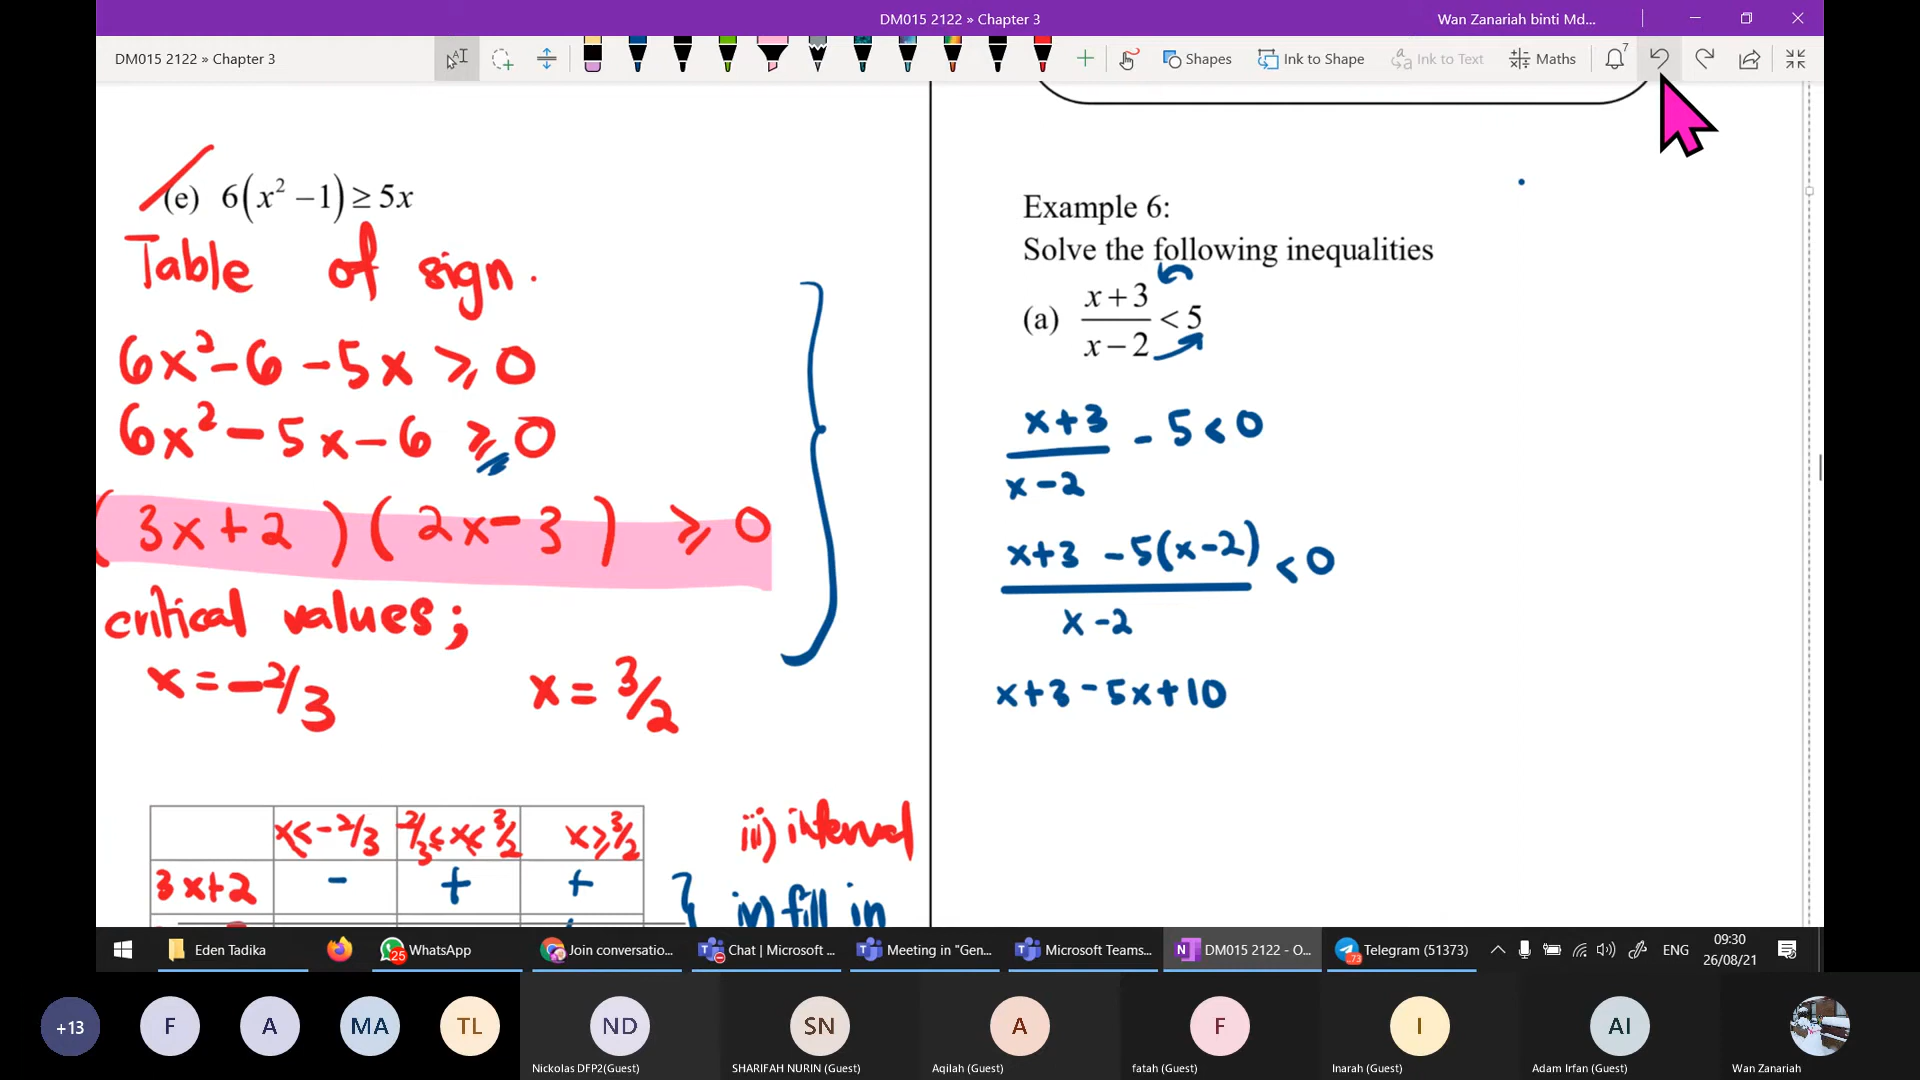 DM015 2122 » Chapter 3
Wan Zanariah binti Md...
DM015 2122 » Chapter 3
Shapes
Ink to Shape
Ink to Text
Maths
7
(e) 6(x² − 1) ≥ 5x
Table of sign.
6x² - 6 - 5x ≥ 0
6x² - 5x - 6 ≥ 0
( 3x + 2 ) ( 2x - 3 ) ≥ 0
critical values;
x = -2/3 x = 3/2
x ≤ -2/3 -2/3 ≤ x ≤ 3/2 x ≥ 3/2
3x+2 - + +
iii) interval
iv) fill in
Example 6:
Solve the following inequalities
(a) (x + 3)/(x − 2) < 5
(x+3)/(x-2) - 5 < 0
(x+3 - 5(x-2))/(x-2) < 0
x+3 - 5x + 10
Eden Tadika
25
WhatsApp
Join conversatio...
Chat | Microsoft ...
Meeting in "Gen...
Microsoft Teams...
DM015 2122 - O...
73
Telegram (51373)
ENG
09:30
26/08/21
+13
F
A
MA
TL
ND
Nickolas DFP2(Guest)
SN
SHARIFAH NURIN (Guest)
A
Aqilah (Guest)
F
fatah (Guest)
I
Inarah (Guest)
AI
Adam Irfan (Guest)
Wan Zanariah